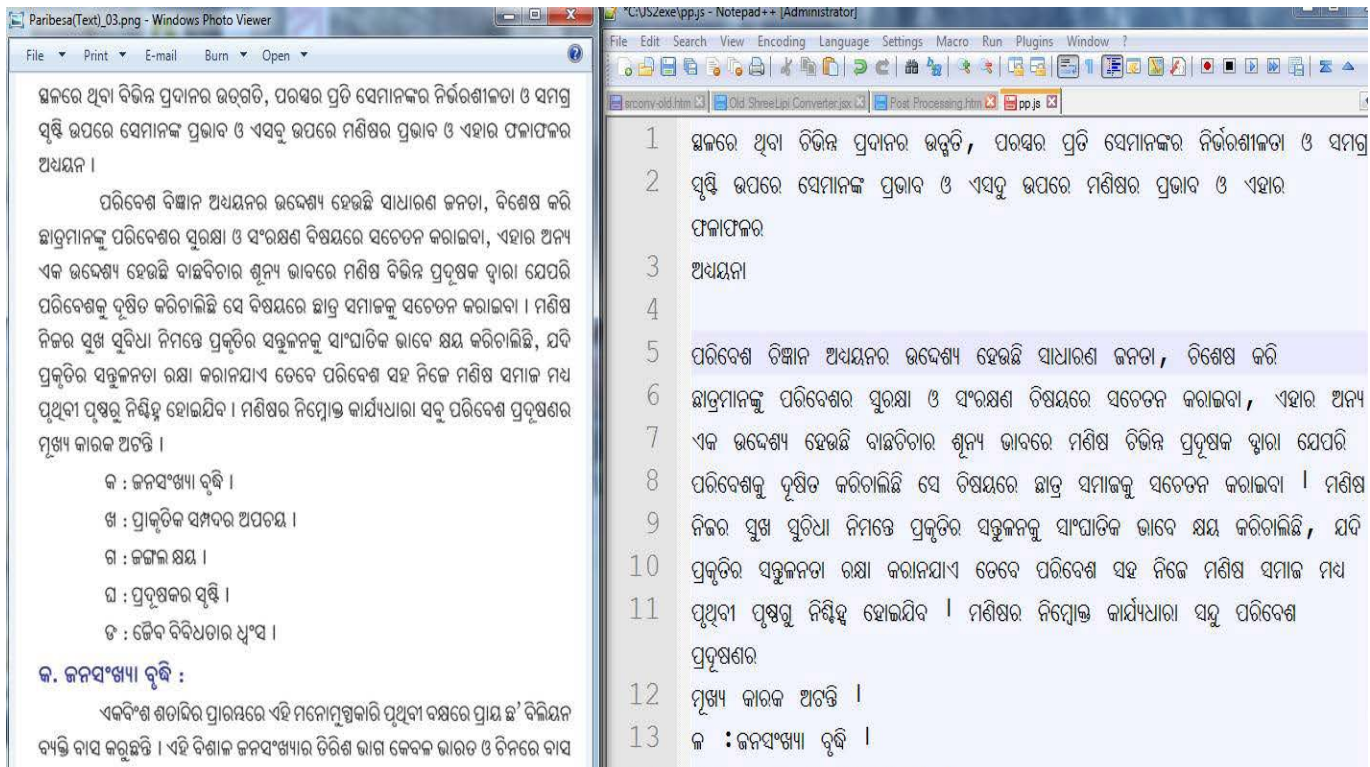 Paribesa(Text)_03.png - Windows Photo Viewer
File Print E-mail Burn Open
ସ୍ଥଳରେ ଥିବା ବିଭିନ୍ନ ପ୍ରଦାନର ଉଦ୍‌ଗତି, ପରସ୍ପର ପ୍ରତି ସେମାନଙ୍କର ନିର୍ଭରଶୀଳତା ଓ ସମଗ୍ର
ସୃଷ୍ଟି ଉପରେ ସେମାନଙ୍କ ପ୍ରଭାବ ଓ ଏସବୁ ଉପରେ ମଣିଷର ପ୍ରଭାବ ଓ ଏହାର ଫଳାଫଳର
ଅଧ୍ୟୟନ ।
ପରିବେଶ ବିଜ୍ଞାନ ଅଧ୍ୟୟନର ଉଦ୍ଦେଶ୍ୟ ହେଉଛି ସାଧାରଣ ଜନତା, ବିଶେଷ କରି
ଛାତ୍ରମାନଙ୍କୁ ପରିବେଶର ସୁରକ୍ଷା ଓ ସଂରକ୍ଷଣ ବିଷୟରେ ସଚେତନ କରାଇବା, ଏହାର ଅନ୍ୟ
ଏକ ଉଦ୍ଦେଶ୍ୟ ହେଉଛି ବାଛବିଚାର ଶୂନ୍ୟ ଭାବରେ ମଣିଷ ବିଭିନ୍ନ ପ୍ରଦୂଷକ ଦ୍ୱାରା ଯେପରି
ପରିବେଶକୁ ଦୂଷିତ କରିଚାଲିଛି ସେ ବିଷୟରେ ଛାତ୍ର ସମାଜକୁ ସଚେତନ କରାଇବା । ମଣିଷ
ନିଜର ସୁଖ ସୁବିଧା ନିମନ୍ତେ ପ୍ରକୃତିର ସନ୍ତୁଳନକୁ ସାଂଘାତିକ ଭାବେ କ୍ଷୟ କରିଚାଲିଛି, ଯଦି
ପ୍ରକୃତିର ସନ୍ତୁଳନତା ରକ୍ଷା କରାନଯାଏ ତେବେ ପରିବେଶ ସହ ନିଜେ ମଣିଷ ସମାଜ ମଧ୍ୟ
ପୃଥିବୀ ପୃଷ୍ଠରୁ ନିଶ୍ଚିହ୍ନ ହୋଇଯିବ । ମଣିଷର ନିମ୍ନୋକ୍ତ କାର୍ଯ୍ୟଧାରା ସବୁ ପରିବେଶ ପ୍ରଦୂଷଣର
ମୂଖ୍ୟ କାରକ ଅଟନ୍ତି ।
କ : ଜନସଂଖ୍ୟା ବୃଦ୍ଧି ।
ଖ : ପ୍ରାକୃତିକ ସମ୍ପଦର ଅପଚୟ ।
ଗ : ଜଙ୍ଗଲ କ୍ଷୟ ।
ଘ : ପ୍ରଦୂଷକର ସୃଷ୍ଟି ।
ଙ : ଜୈବ ବିବିଧତାର ଧ୍ୱଂସ ।
କ. ଜନସଂଖ୍ୟା ବୃଦ୍ଧି :
ଏକବିଂଶ ଶତାବ୍ଦିର ପ୍ରାରମ୍ଭରେ ଏହି ମନୋମୁଗ୍ଧକାରି ପୃଥିବୀ ବକ୍ଷରେ ପ୍ରାୟ ଛ' ବିଲିୟନ
ବ୍ୟକ୍ତି ବାସ କରୁଛନ୍ତି । ଏହି ବିଶାଳ ଜନସଂଖ୍ୟାର ତିରିଶ ଭାଗ କେବଳ ଭାରତ ଓ ଚିନରେ ବାସ
*C:\JS2exe\pp.js - Notepad++ [Administrator]
File Edit Search View Encoding Language Settings Macro Run Plugins Window ?
srconv-old.htm Old ShreeLipi Converter.jsx Post Processing.htm pp.js
1 ସ୍ଥଳରେ ଥିବା ଚିଭିନ୍ନ ପ୍ରଦାନର ଉଦ୍ଗତି, ପରସ୍ପର ପ୍ରତି ସେମାନଙ୍କର ନିର୍ଭରଶୀଳତା ଓ ସମଗ୍ର
2 ସୃଷ୍ଟି ଉପରେ ସେମାନଙ୍କ ପ୍ରଭାବ ଓ ଏସଦୁ ଉପରେ ମଣିଷର ପ୍ରଭାବ ଓ ଏହାର
ଫଳାଫଳର
3 ଅଧ୍ୟୟନା
4
5 ପରିବେଶ ଚିଜ୍ଞାନ ଅଧ୍ୟୟନର ଉଦ୍ଦେଶ୍ୟ ହେଉଛି ସାଧାରଣ ଜନତା, ଚିଶେଷ କରି
6 ଛାତ୍ରମାନଙ୍କୁ ପରିବେଶର ସୁରକ୍ଷା ଓ ସଂରକ୍ଷଣ ଚିଷୟରେ ସଚେତନ କରାଇବା, ଏହାର ଅନ୍ୟ
7 ଏକ ଉଦ୍ଦେଶ୍ୟ ହେଉଛି ବାଛଚିଚାର ଶୂନ୍ୟ ଭାବରେ ମଣିଷ ଚିଭିନ୍ନ ପ୍ରଦୂଷକ ଦ୍ୱାରା ଯେପରି
8 ପରିବେଶକୁ ଦୂଷିତ କରିଚାଲିଛି ସେ ଚିଷୟରେ ଛାତ୍ର ସମାଜକୁ ସଚେତନ କରାଇବା । ମଣିଷ
9 ନିଜର ସୁଖ ସୁଚିଧା ନିମନ୍ତେ ପ୍ରକୃତିର ସନ୍ତୁଳନକୁ ସାଂଘାତିକ ଭାବେ କ୍ଷୟ କରିଚାଲିଛି, ଯଦି
10 ପ୍ରକୃତିର ସନ୍ତୁଳନତା ରକ୍ଷା କରାନଯାଏ ତେବେ ପରିବେଶ ସହ ନିଜେ ମଣିଷ ସମାଜ ମଧ୍ୟ
11 ପୃଥିବୀ ପୃଷ୍ଠଗୁ ନିଶ୍ଚିହ୍ନ ହୋଇଯିବ । ମଣିଷର ନିମ୍ନୋକ୍ତ କାର୍ଯ୍ୟଧାରା ସଦୁ ପରିବେଶ
ପ୍ରଦୂଷଣର
12 ମୂଖ୍ୟ କାରକ ଅଟନ୍ତି ।
13 ଳ :ଜନସଂଖ୍ୟା ବୃଦ୍ଧି ।